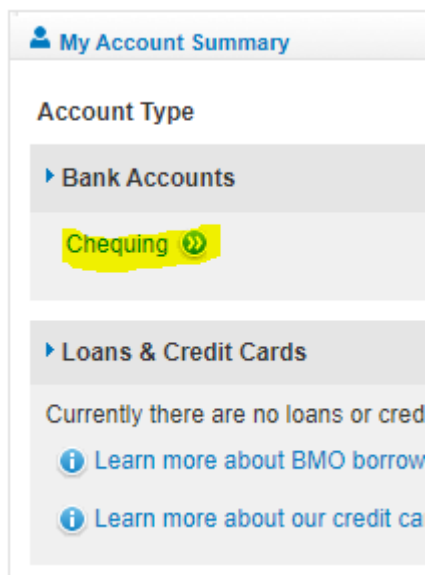 My Account Summary
Account Type
Bank Accounts
Chequing
Loans & Credit Cards
Currently there are no loans or cred
Learn more about BMO borrow
Learn more about our credit ca